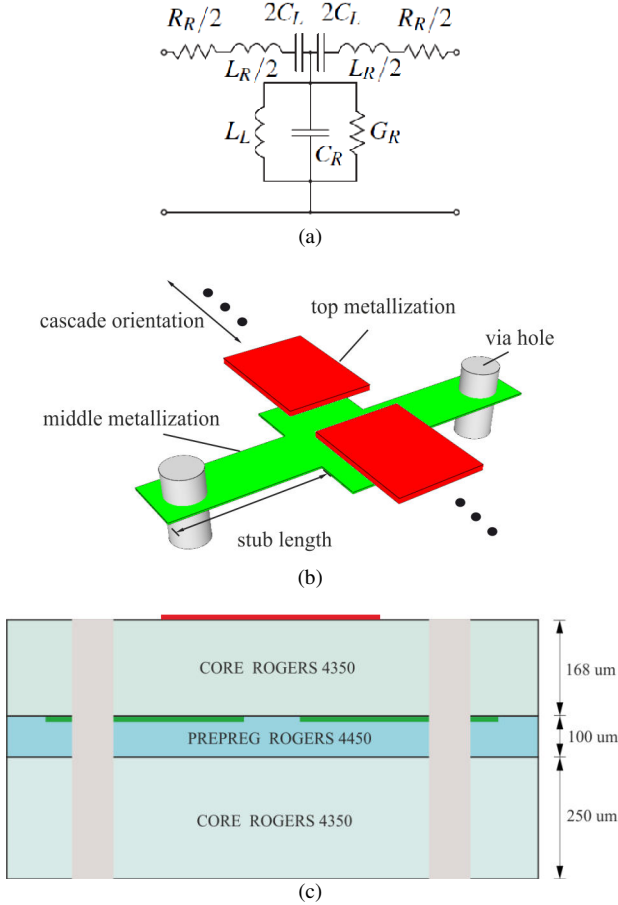 R_R/2 2C_L 2C_L R_R/2
L_R/2 L_R/2
L_L C_R G_R
(a)
top metallization
cascade orientation
via hole
middle metallization
stub length
(b)
CORE ROGERS 4350
168 um
PREPREG ROGERS 4450
100 um
CORE ROGERS 4350
250 um
(c)